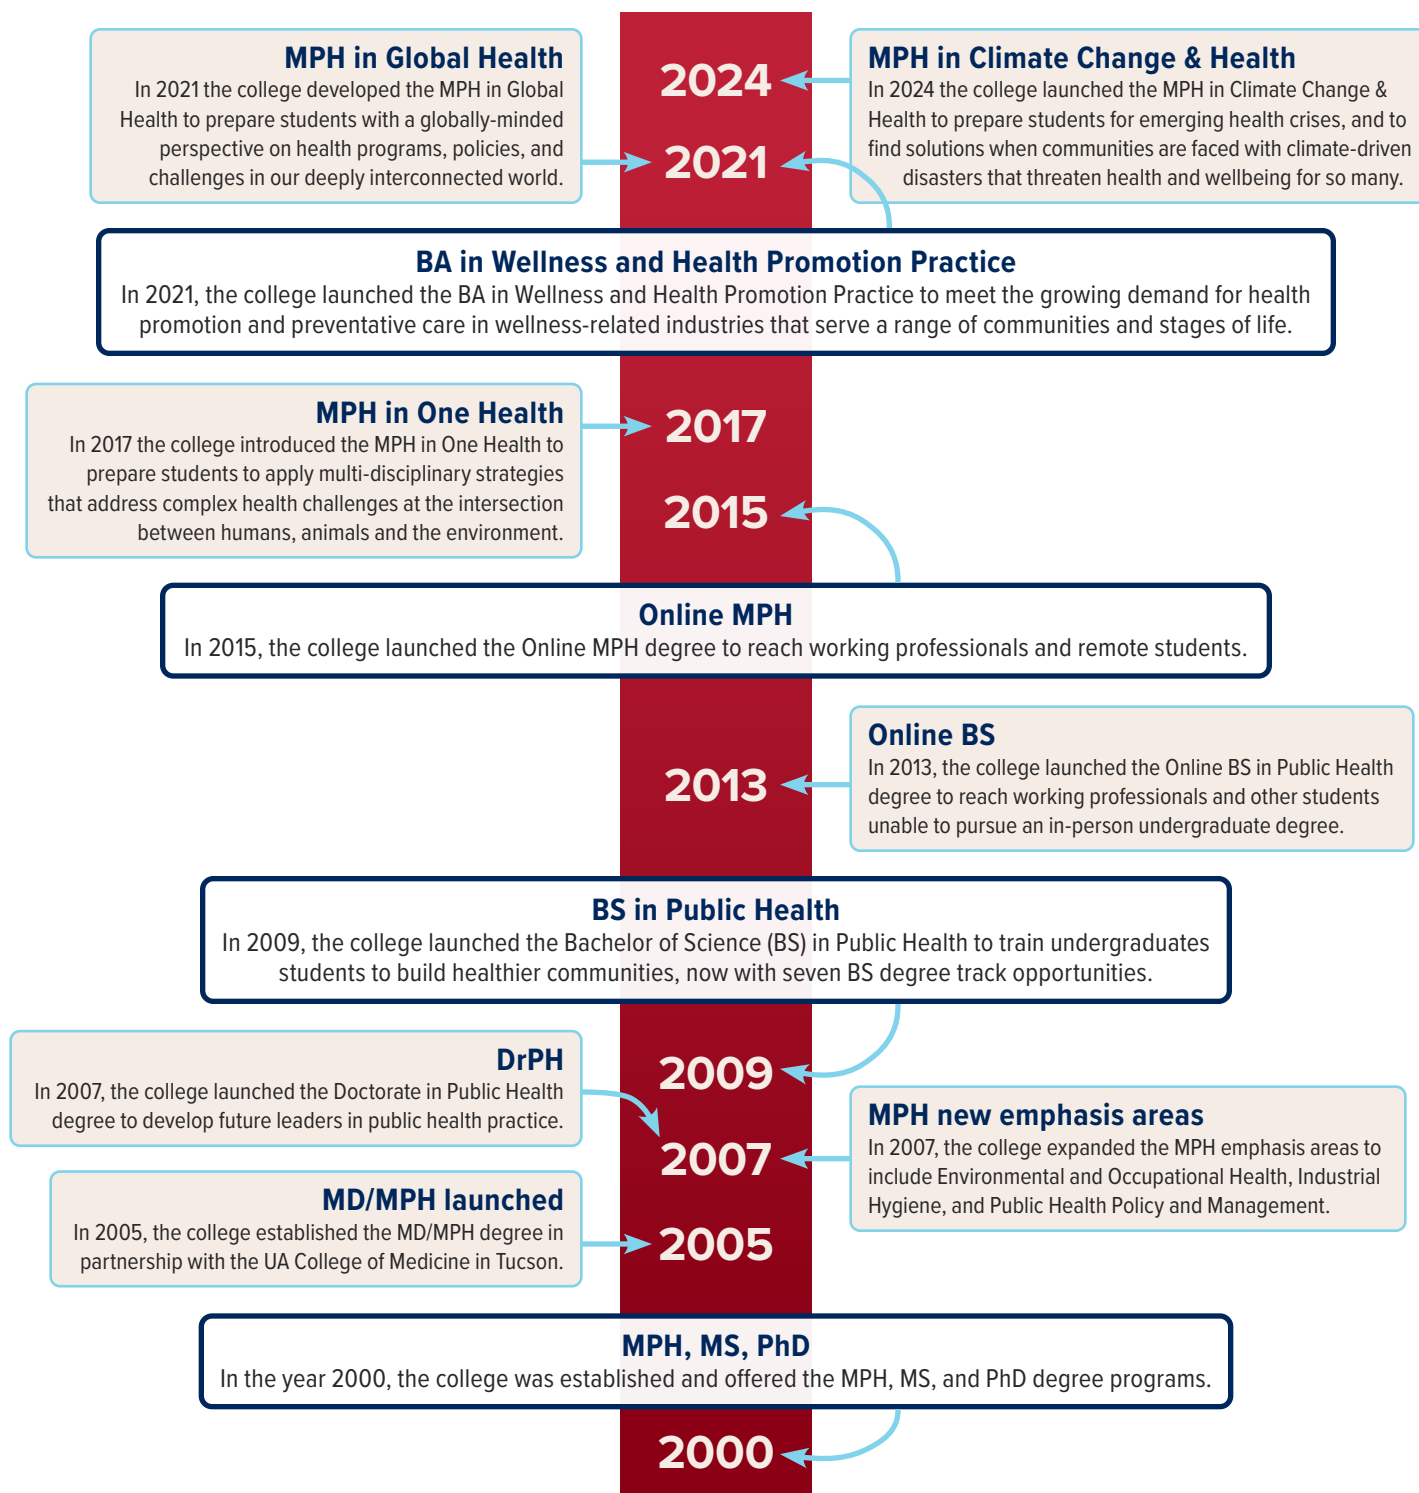 MPH in Global Health
In 2021 the college developed the MPH in Global
Health to prepare students with a globally-minded
perspective on health programs, policies, and
challenges in our deeply interconnected world.
2024
MPH in Climate Change & Health
In 2024 the college launched the MPH in Climate Change &
Health to prepare students for emerging health crises, and to
find solutions when communities are faced with climate-driven
disasters that threaten health and wellbeing for so many.
2021
BA in Wellness and Health Promotion Practice
In 2021, the college launched the BA in Wellness and Health Promotion Practice to meet the growing demand for health
promotion and preventative care in wellness-related industries that serve a range of communities and stages of life.
MPH in One Health
In 2017 the college introduced the MPH in One Health to
prepare students to apply multi-disciplinary strategies
that address complex health challenges at the intersection
between humans, animals and the environment.
2017
2015
Online MPH
In 2015, the college launched the Online MPH degree to reach working professionals and remote students.
2013
Online BS
In 2013, the college launched the Online BS in Public Health
degree to reach working professionals and other students
unable to pursue an in-person undergraduate degree.
BS in Public Health
In 2009, the college launched the Bachelor of Science (BS) in Public Health to train undergraduates
students to build healthier communities, now with seven BS degree track opportunities.
DrPH
In 2007, the college launched the Doctorate in Public Health
degree to develop future leaders in public health practice.
2009
2007
MPH new emphasis areas
In 2007, the college expanded the MPH emphasis areas to
include Environmental and Occupational Health, Industrial
Hygiene, and Public Health Policy and Management.
MD/MPH launched
In 2005, the college established the MD/MPH degree in
partnership with the UA College of Medicine in Tucson.
2005
MPH, MS, PhD
In the year 2000, the college was established and offered the MPH, MS, and PhD degree programs.
2000